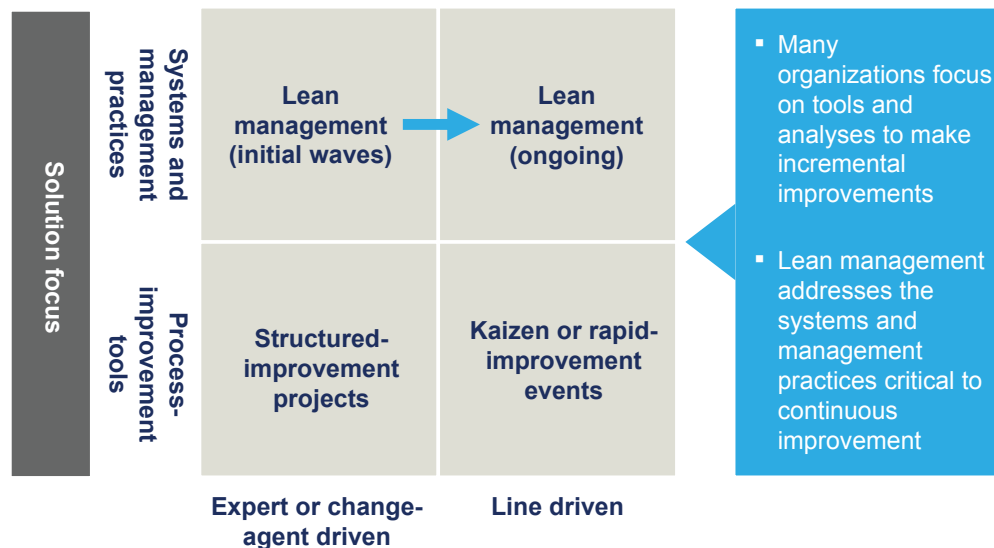 Solution focus
Systems and
management
practices
Lean
management
(initial waves)
Lean
management
(ongoing)
Process-
improvement
tools
Structured-
improvement
projects
Kaizen or rapid-
improvement
events
Expert or change-
agent driven
Line driven
▪ Many
organizations focus
on tools and
analyses to make
incremental
improvements
▪ Lean management
addresses the
systems and
management
practices critical to
continuous
improvement